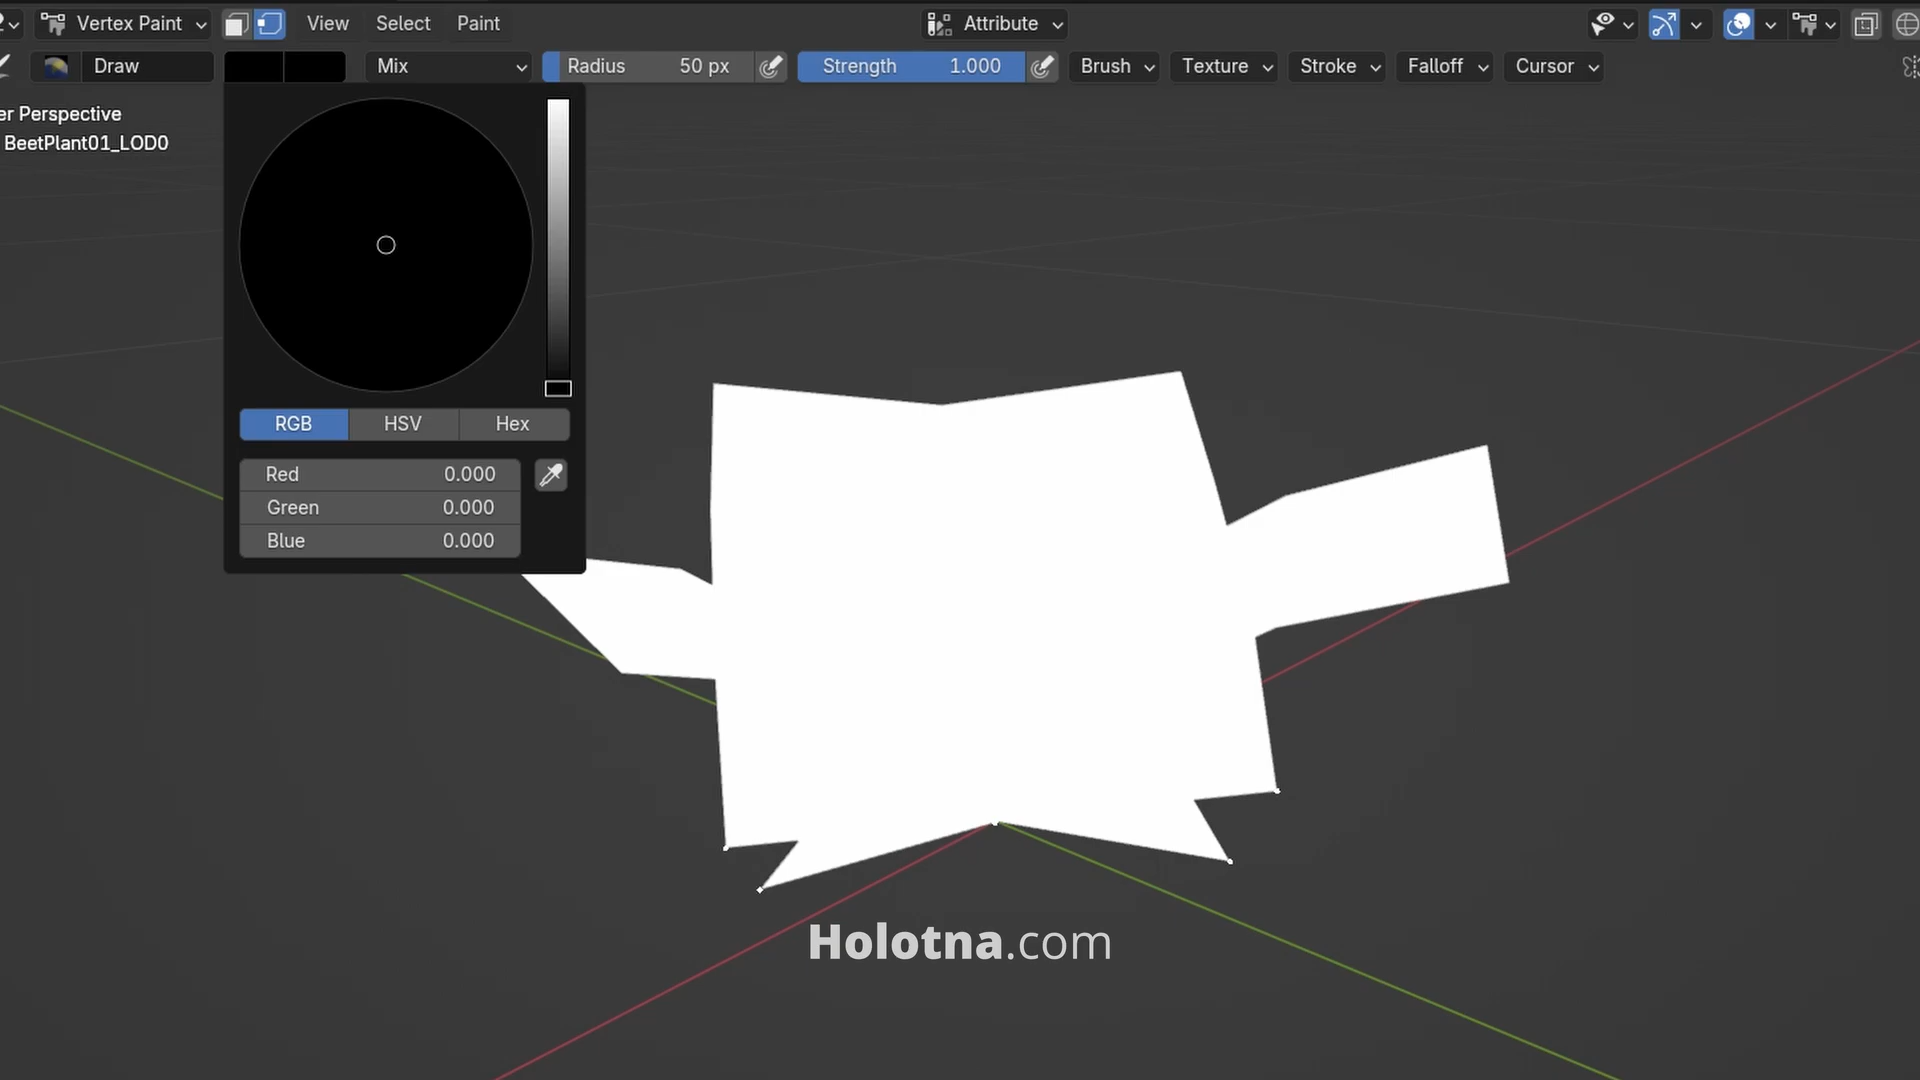 Vertex Paint View Select Paint Attribute
Draw Mix Radius 50 px Strength 1.000 Brush Texture Stroke Falloff Cursor
er Perspective
BeetPlant01_LOD0
RGB HSV Hex
Red 0.000
Green 0.000
Blue 0.000
Holotna.com